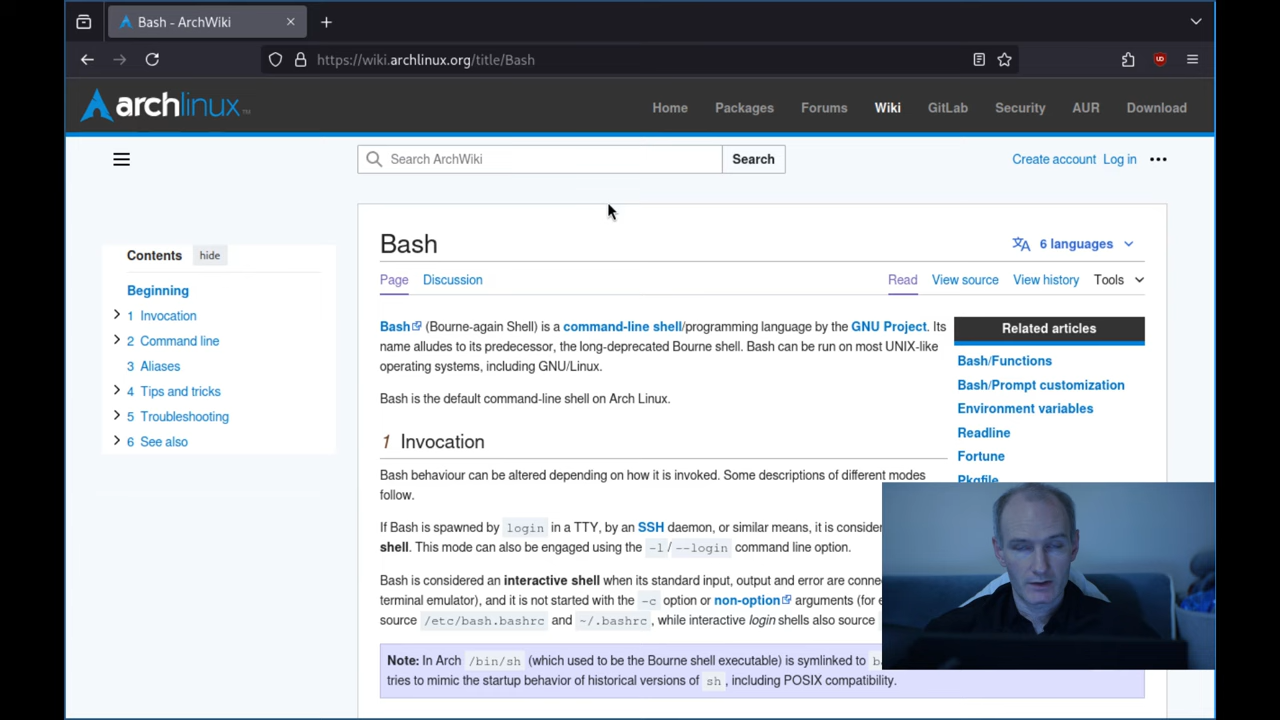 Bash - ArchWiki
https://wiki.archlinux.org/title/Bash
archlinux™
Home Packages Forums Wiki GitLab Security AUR Download
Search ArchWiki
Search
Create account Log in
Contents hide
Beginning
1 Invocation
2 Command line
3 Aliases
4 Tips and tricks
5 Troubleshooting
6 See also
Bash
6 languages
Page Discussion
Read View source View history Tools
Bash (Bourne-again Shell) is a command-line shell/programming language by the GNU Project. Its
name alludes to its predecessor, the long-deprecated Bourne shell. Bash can be run on most UNIX-like
operating systems, including GNU/Linux.
Bash is the default command-line shell on Arch Linux.
Related articles
Bash/Functions
Bash/Prompt customization
Environment variables
Readline
Fortune
Pkgfile
1 Invocation
Bash behaviour can be altered depending on how it is invoked. Some descriptions of different modes
follow.
If Bash is spawned by login in a TTY, by an SSH daemon, or similar means, it is consider
shell. This mode can also be engaged using the -l / --login command line option.
Bash is considered an interactive shell when its standard input, output and error are conne
terminal emulator), and it is not started with the -c option or non-option arguments (for e
source /etc/bash.bashrc and ~/.bashrc, while interactive login shells also source
Note: In Arch /bin/sh (which used to be the Bourne shell executable) is symlinked to b
tries to mimic the startup behavior of historical versions of sh, including POSIX compatibility.